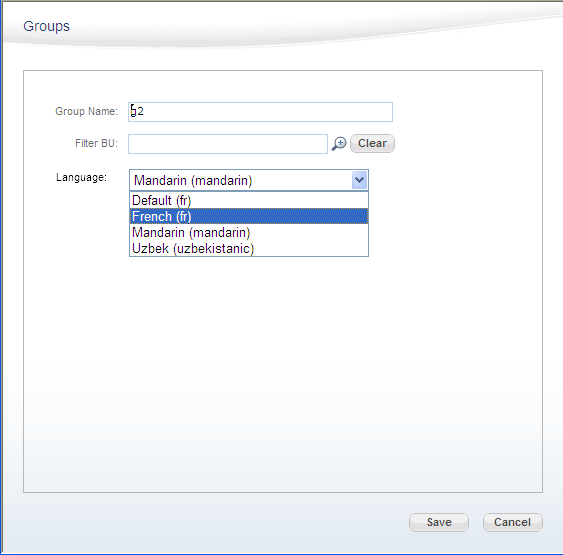 Groups
Group Name: g2
Filter BU: Clear
Language: Mandarin (mandarin)
Default (fr)
French (fr)
Mandarin (mandarin)
Uzbek (uzbekistanic)
Save Cancel